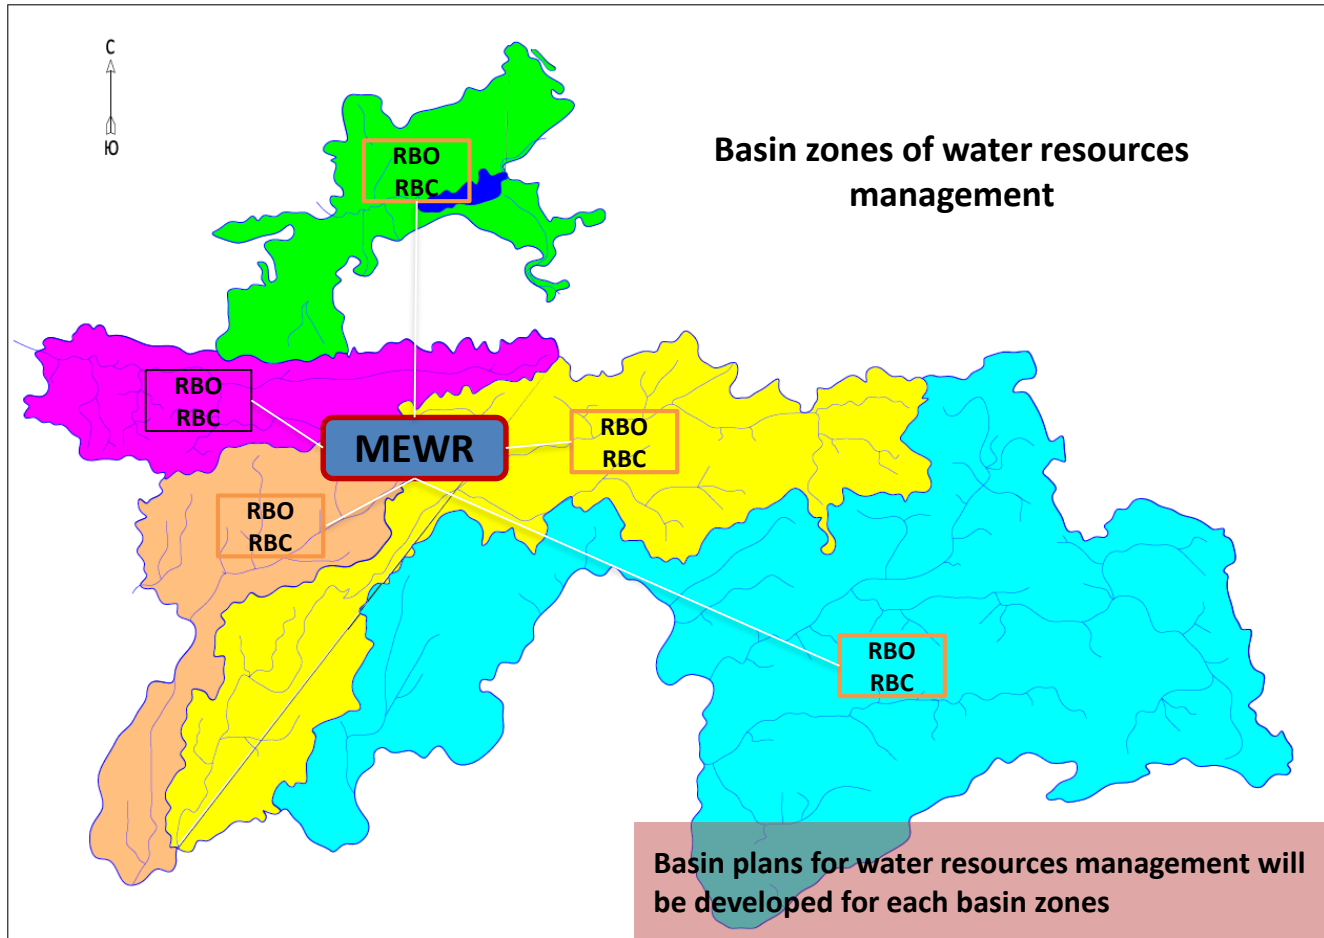 С
Ю
Basin zones of water resources
management
RBO
RBC
RBO
RBC
MEWR
RBO
RBC
RBO
RBC
RBO
RBC
Basin plans for water resources management will
be developed for each basin zones